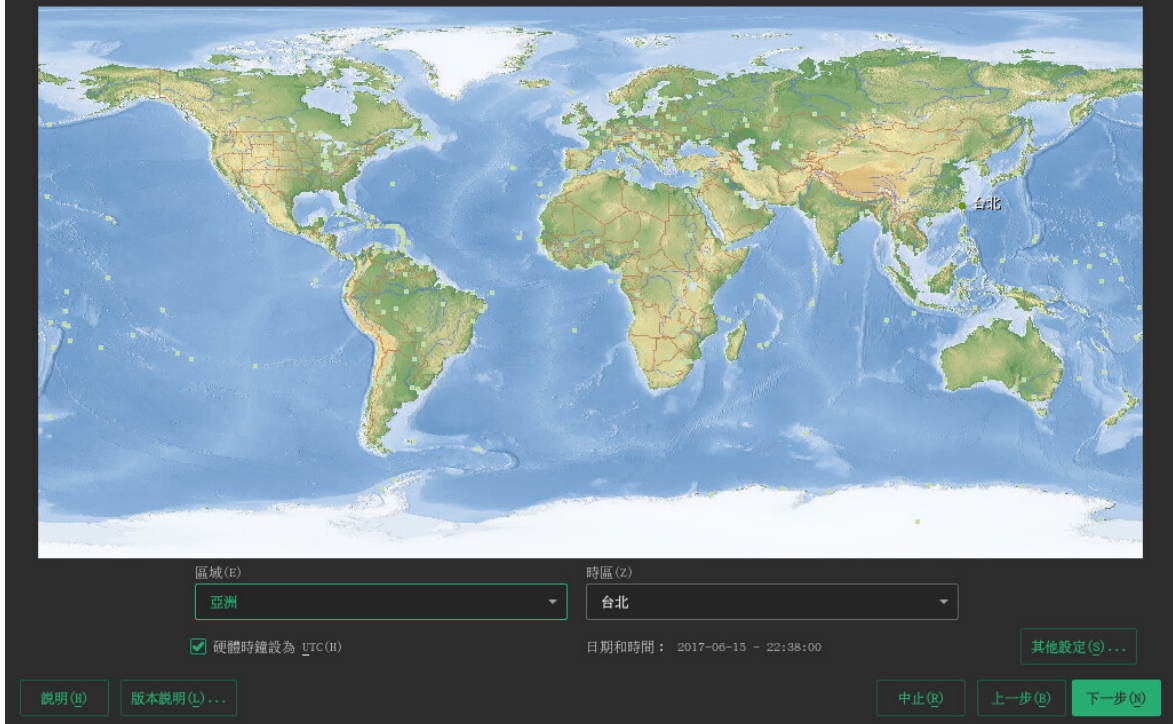 台北
區域(E)
時區(Z)
亞洲
台北
硬體時鐘設為 UTC(H)
日期和時間： 2017-06-15 - 22:38:00
其他設定(S)...
說明(H)
版本說明(L)...
中止(R)
上一步(B)
下一步(N)